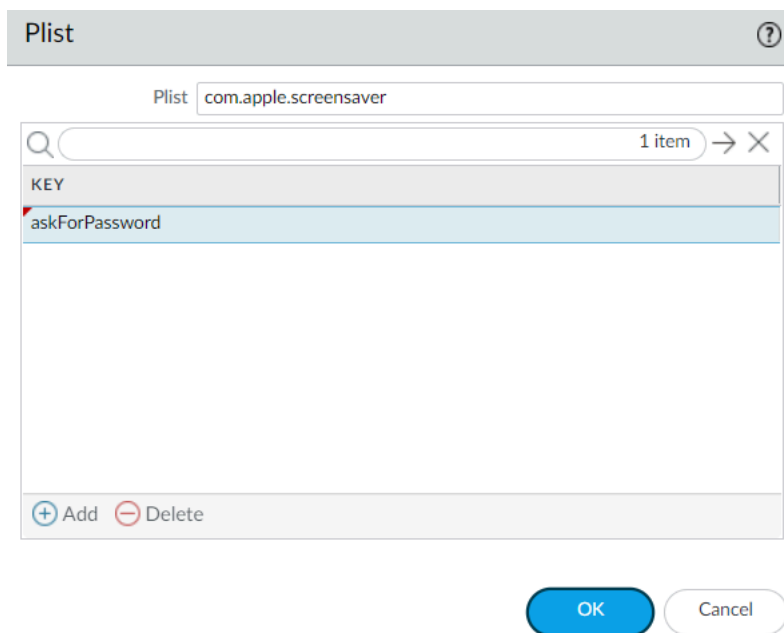 Plist
?
Plist com.apple.screensaver
1 item
KEY
askForPassword
Add Delete
OK Cancel